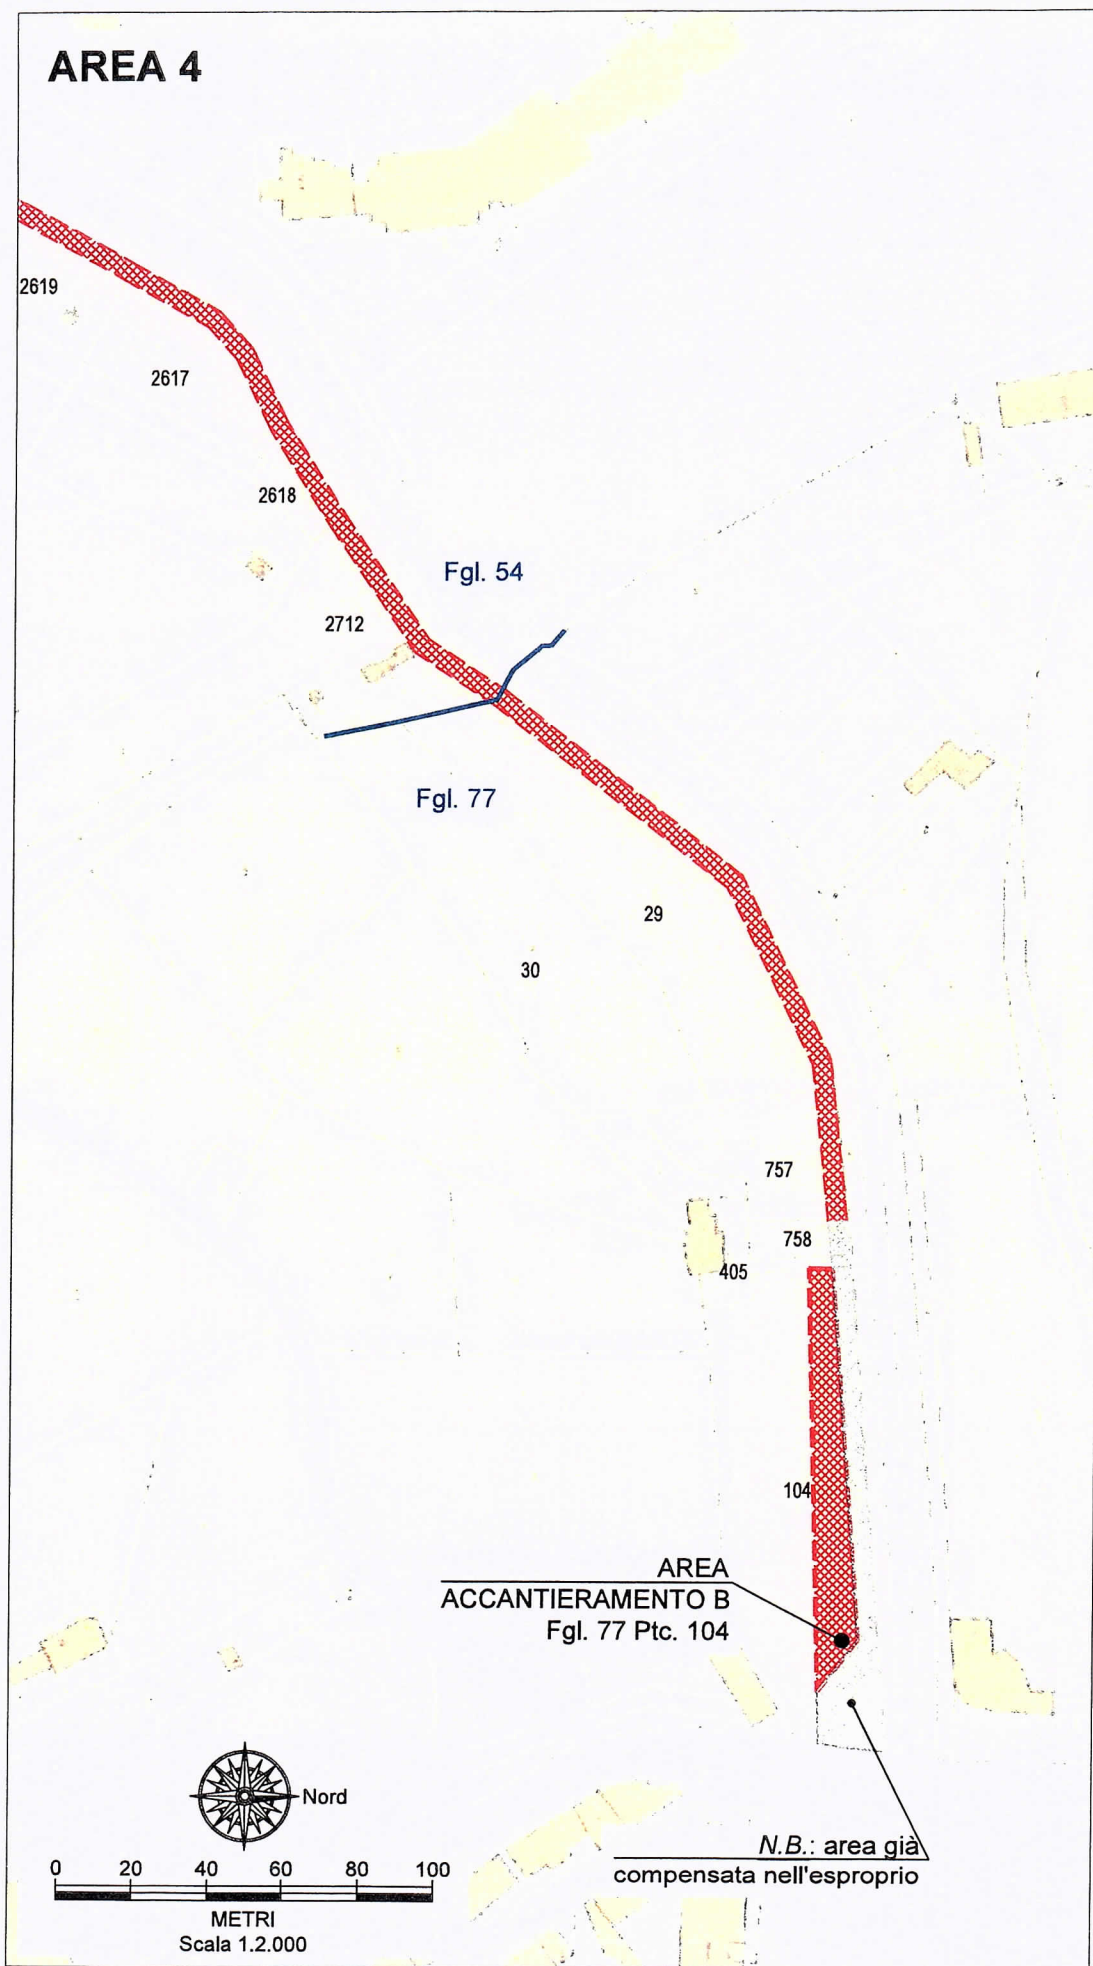 AREA 4
2619
2617
2618
Fgl. 54
2712
Fgl. 77
29
30
757
758
405
104
AREA
ACCANTIERAMENTO B
Fgl. 77 Ptc. 104
Nord
N.B.: area già
compensata nell'esproprio
0 20 40 60 80 100
METRI
Scala 1.2.000